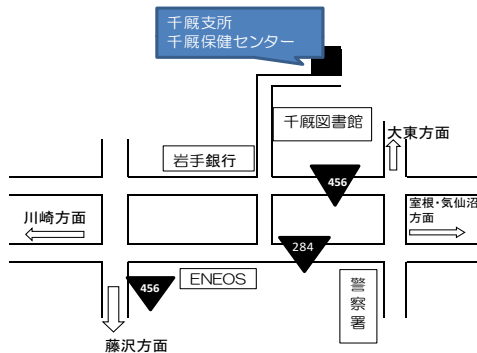 千厩支所
千厩保健センター
千厩図書館
大東方面
岩手銀行
456
室根・気仙沼
方面
川崎方面
284
ENEOS
456
警察署
藤沢方面